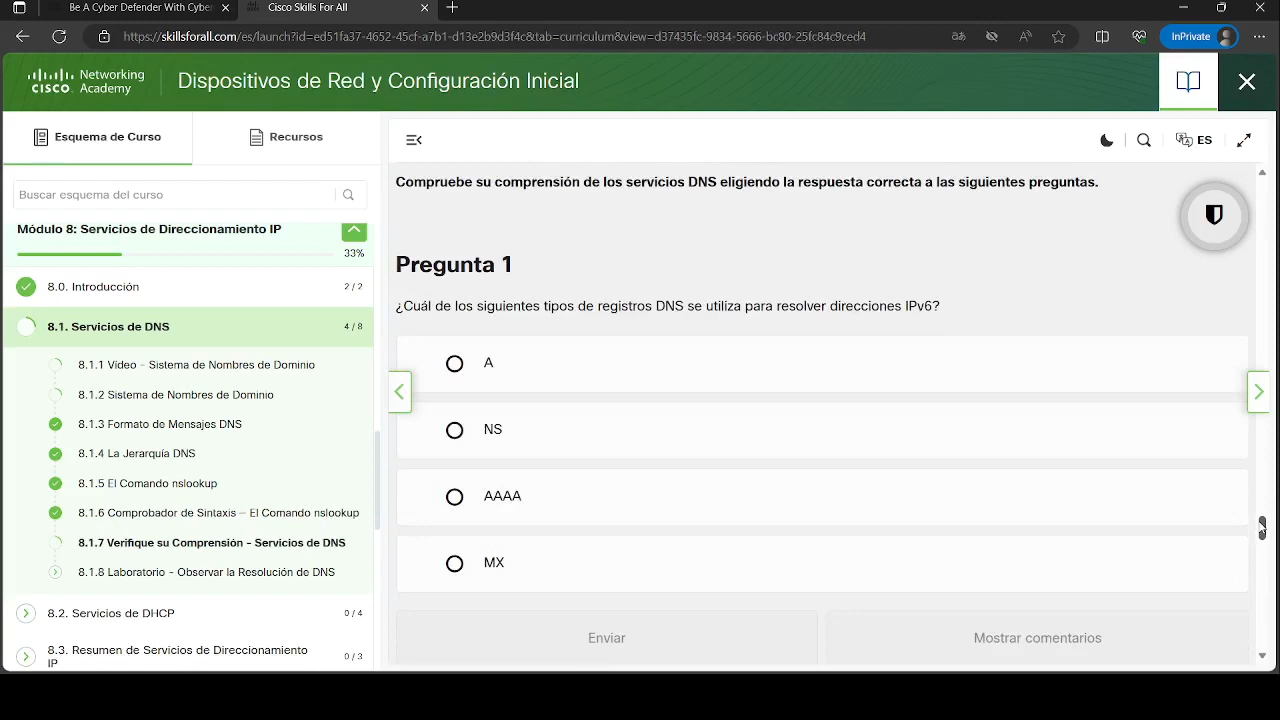 Be A Cyber Defender With Cyber
Cisco Skills For All
https://skillsforall.com/es/launch?id=ed51fa37-4652-45cf-a7b1-d13e2b9d3f4c8&tab=curriculum&view=d37435fc-9834-5666-bc80-25fc84c9ced4
InPrivate
Networking
CISCO Academy
Dispositivos de Red y Configuración Inicial
Esquema de Curso
Recursos
ES
Buscar esquema del curso
Módulo 8: Servicios de Direccionamiento IP
33%
8.0. Introducción 2 / 2
8.1. Servicios de DNS 4 / 8
8.1.1 Vídeo - Sistema de Nombres de Dominio
8.1.2 Sistema de Nombres de Dominio
8.1.3 Formato de Mensajes DNS
8.1.4 La Jerarquía DNS
8.1.5 El Comando nslookup
8.1.6 Comprobador de Sintaxis – El Comando nslookup
8.1.7 Verifique su Comprensión - Servicios de DNS
8.1.8 Laboratorio - Observar la Resolución de DNS
8.2. Servicios de DHCP 0 / 4
8.3. Resumen de Servicios de Direccionamiento
IP 0 / 3
Compruebe su comprensión de los servicios DNS eligiendo la respuesta correcta a las siguientes preguntas.
Pregunta 1
¿Cuál de los siguientes tipos de registros DNS se utiliza para resolver direcciones IPv6?
A
NS
AAAA
MX
Enviar
Mostrar comentarios